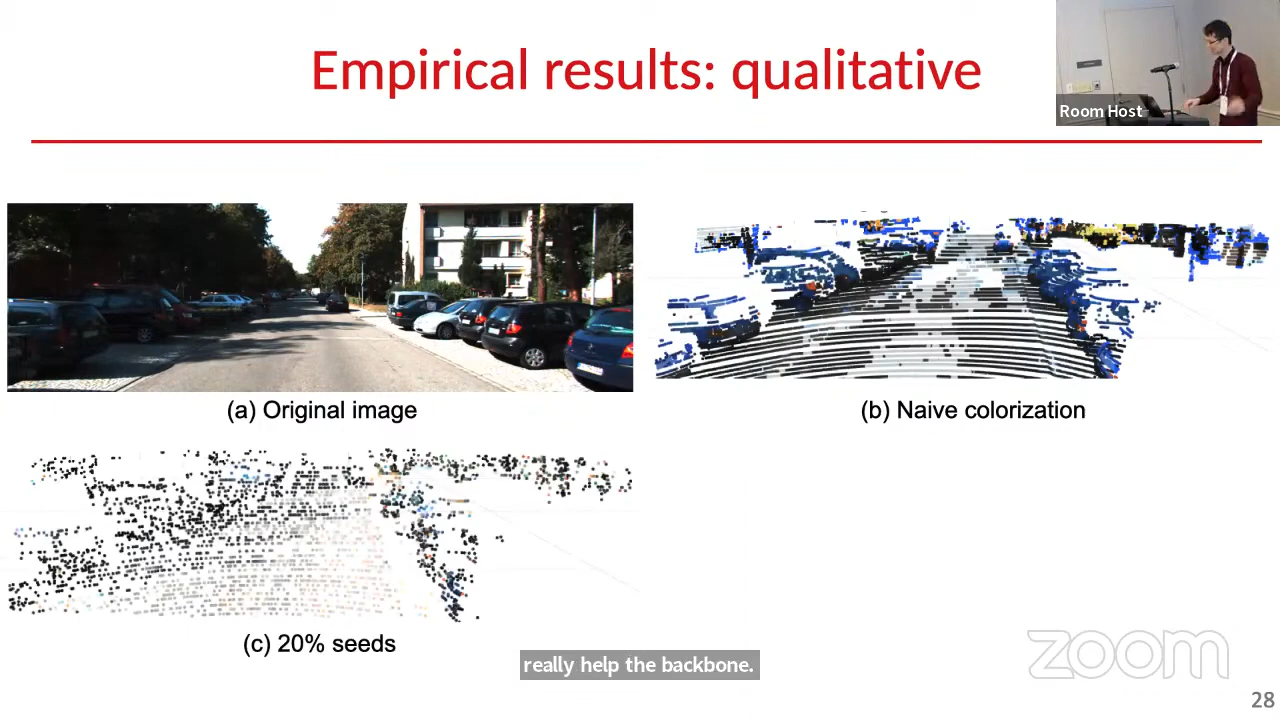 Empirical results: qualitative
Room Host
(a) Original image
(b) Naive colorization
(c) 20% seeds
really help the backbone.
zoom
28